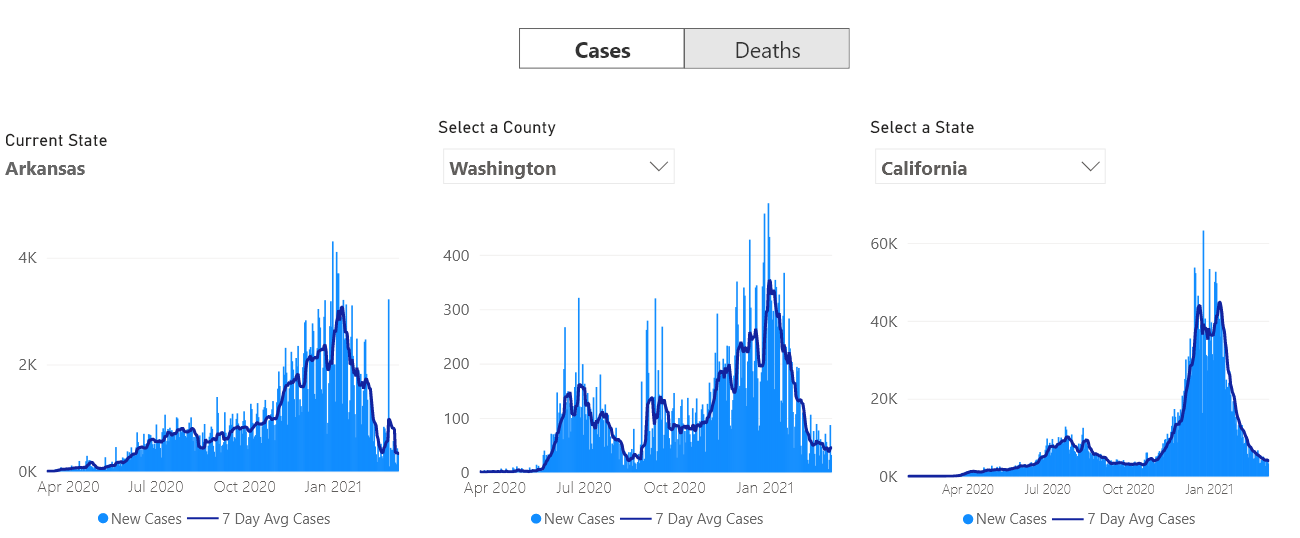 Cases Deaths
Current State
Arkansas
4K
2K
0K
Apr 2020 Jul 2020 Oct 2020 Jan 2021
New Cases 7 Day Avg Cases
Select a County
Washington
400
300
200
100
0
Apr 2020 Jul 2020 Oct 2020 Jan 2021
New Cases 7 Day Avg Cases
Select a State
California
60K
40K
20K
0K
Apr 2020 Jul 2020 Oct 2020 Jan 2021
New Cases 7 Day Avg Cases